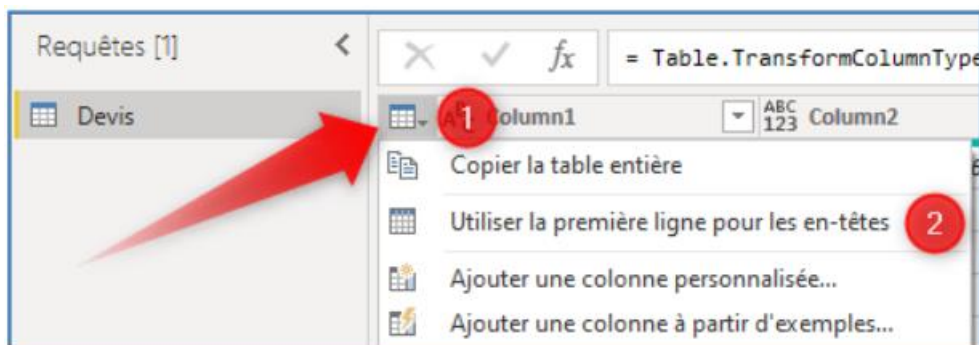 Requêtes [1]
fx = Table.TransformColumnType
Devis
1 Column1 ABC 123 Column2
Copier la table entière
Utiliser la première ligne pour les en-têtes 2
Ajouter une colonne personnalisée...
Ajouter une colonne à partir d'exemples...